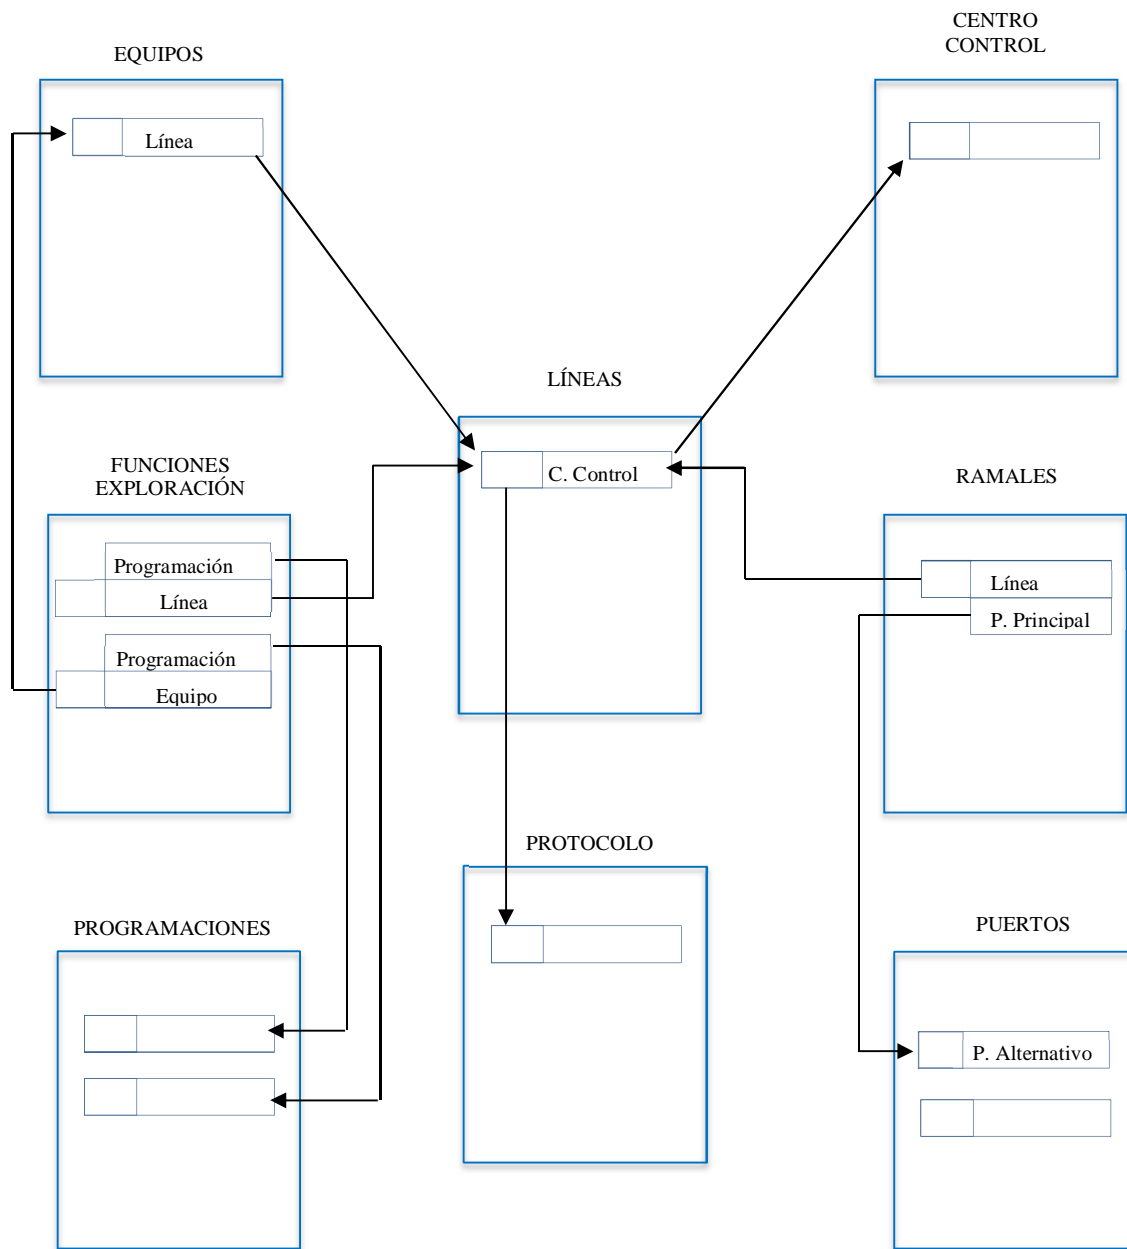 CENTRO
CONTROL
EQUIPOS
Línea
LÍNEAS
C. Control
FUNCIONES
EXPLORACIÓN
Programación
Línea
Programación
Equipo
RAMALES
Línea
P. Principal
PROTOCOLO
PROGRAMACIONES
PUERTOS
P. Alternativo